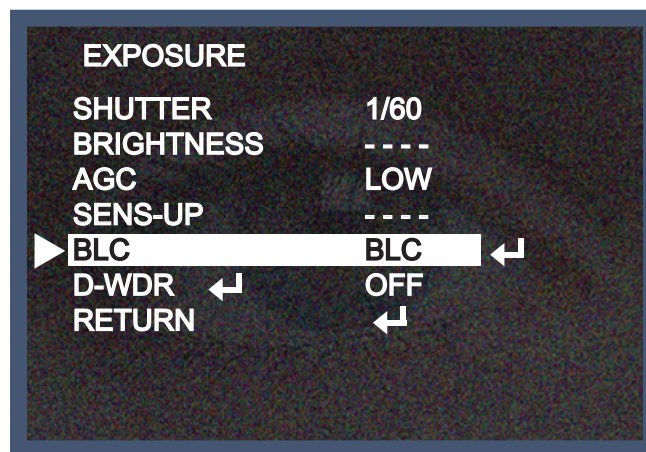 EXPOSURE
SHUTTER 1/60
BRIGHTNESS ----
AGC LOW
SENS-UP ----
BLC BLC ↵
D-WDR ↵ OFF
RETURN ↵